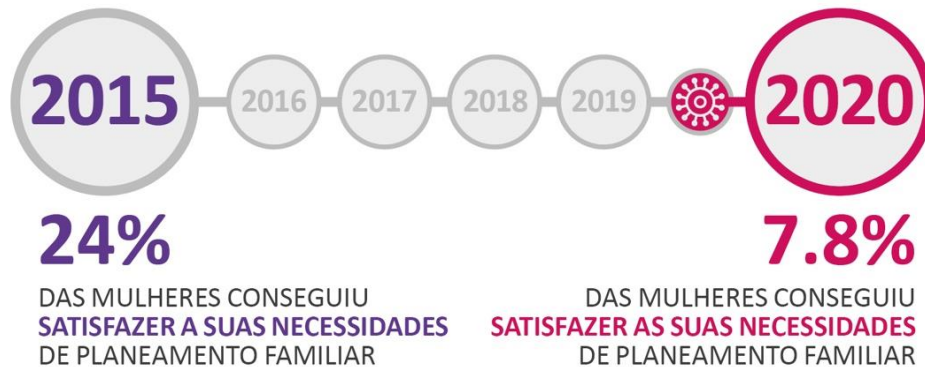 2015 2016 2017 2018 2019 2020
24%
DAS MULHERES CONSEGUIU
SATISFAZER A SUAS NECESSIDADES
DE PLANEAMENTO FAMILIAR
7.8%
DAS MULHERES CONSEGUIU
SATISFAZER AS SUAS NECESSIDADES
DE PLANEAMENTO FAMILIAR